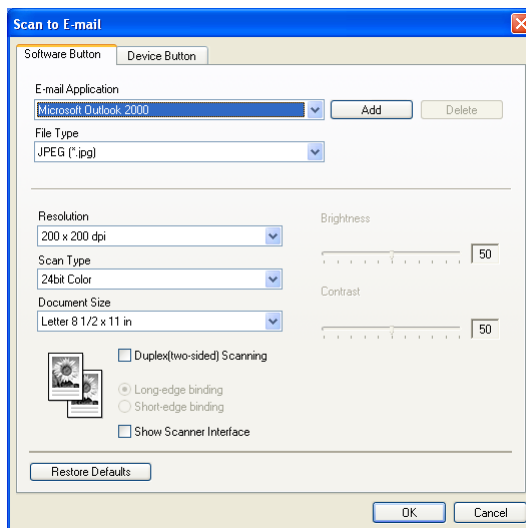 Scan to E-mail
Software Button Device Button
E-mail Application
Microsoft Outlook 2000 Add Delete
File Type
JPEG (*.jpg)
Resolution Brightness
200 x 200 dpi 50
Scan Type
24bit Color Contrast
Document Size
Letter 8 1/2 x 11 in 50
Duplex(two-sided) Scanning
Long-edge binding
Short-edge binding
Show Scanner Interface
Restore Defaults
OK Cancel